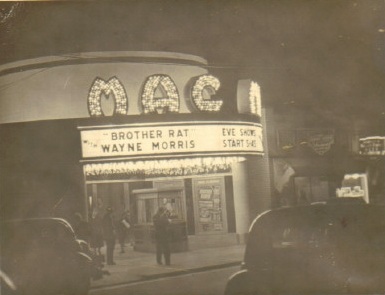 MAC
"BROTHER RAT"
WAYNE MORRIS
EVE SHOWS
START 5:45